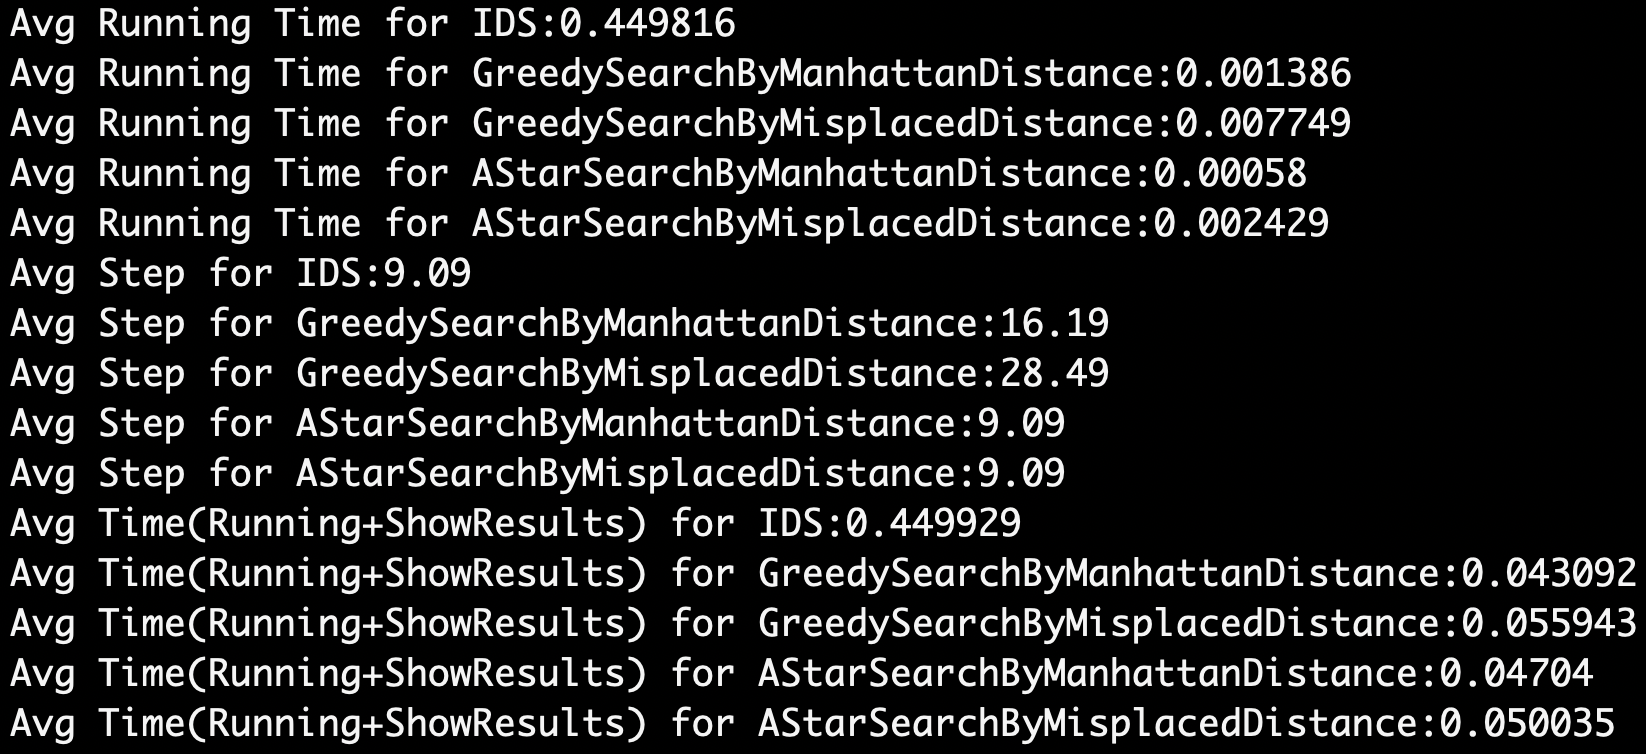 Avg Running Time for IDS:0.449816
Avg Running Time for GreedySearchByManhattanDistance:0.001386
Avg Running Time for GreedySearchByMisplacedDistance:0.007749
Avg Running Time for AStarSearchByManhattanDistance:0.00058
Avg Running Time for AStarSearchByMisplacedDistance:0.002429
Avg Step for IDS:9.09
Avg Step for GreedySearchByManhattanDistance:16.19
Avg Step for GreedySearchByMisplacedDistance:28.49
Avg Step for AStarSearchByManhattanDistance:9.09
Avg Step for AStarSearchByMisplacedDistance:9.09
Avg Time(Running+ShowResults) for IDS:0.449929
Avg Time(Running+ShowResults) for GreedySearchByManhattanDistance:0.043092
Avg Time(Running+ShowResults) for GreedySearchByMisplacedDistance:0.055943
Avg Time(Running+ShowResults) for AStarSearchByManhattanDistance:0.04704
Avg Time(Running+ShowResults) for AStarSearchByMisplacedDistance:0.050035